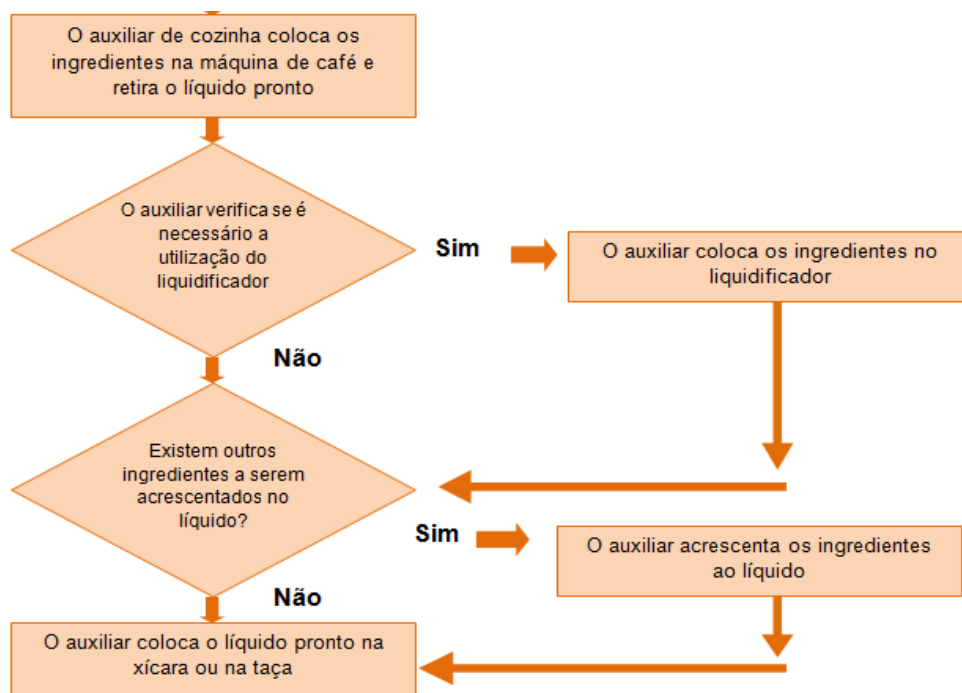 O auxiliar de cozinha coloca os
ingredientes na máquina de café e
retira o líquido pronto
O auxiliar verifica se é
necessário a
utilização do
liquidificador
Sim
O auxiliar coloca os ingredientes no
liquidificador
Não
Existem outros
ingredientes a serem
acrescentados no
líquido?
Sim
O auxiliar acrescenta os ingredientes
ao líquido
Não
O auxiliar coloca o líquido pronto na
xícara ou na taça